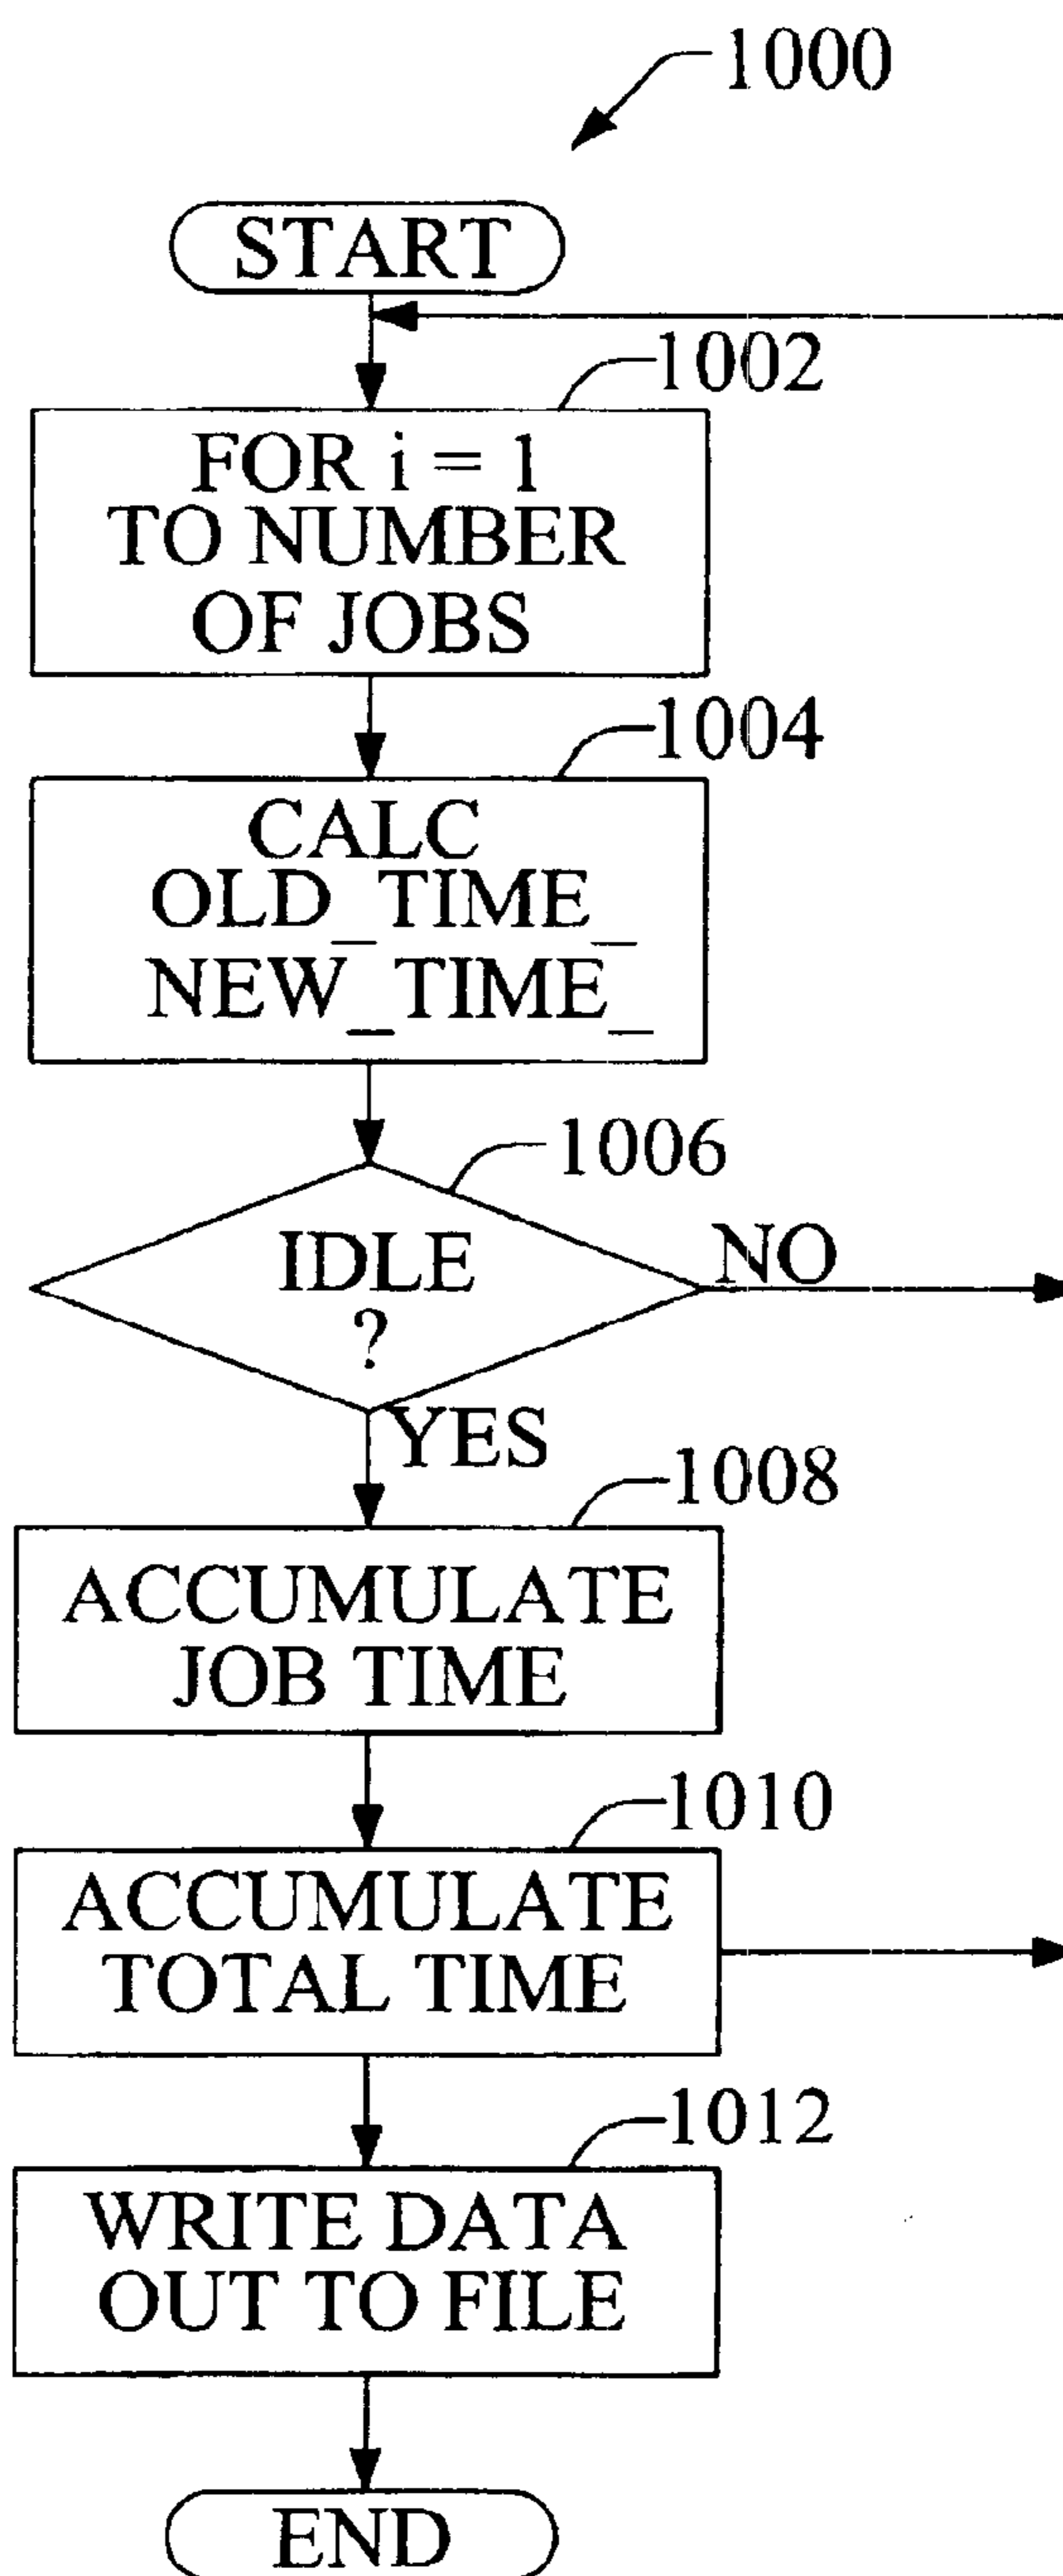 1000
START
1002
FOR i = 1
TO NUMBER
OF JOBS
1004
CALC
OLD_TIME_
NEW_TIME_
1006
IDLE
?
NO
YES
1008
ACCUMULATE
JOB TIME
1010
ACCUMULATE
TOTAL TIME
1012
WRITE DATA
OUT TO FILE
END